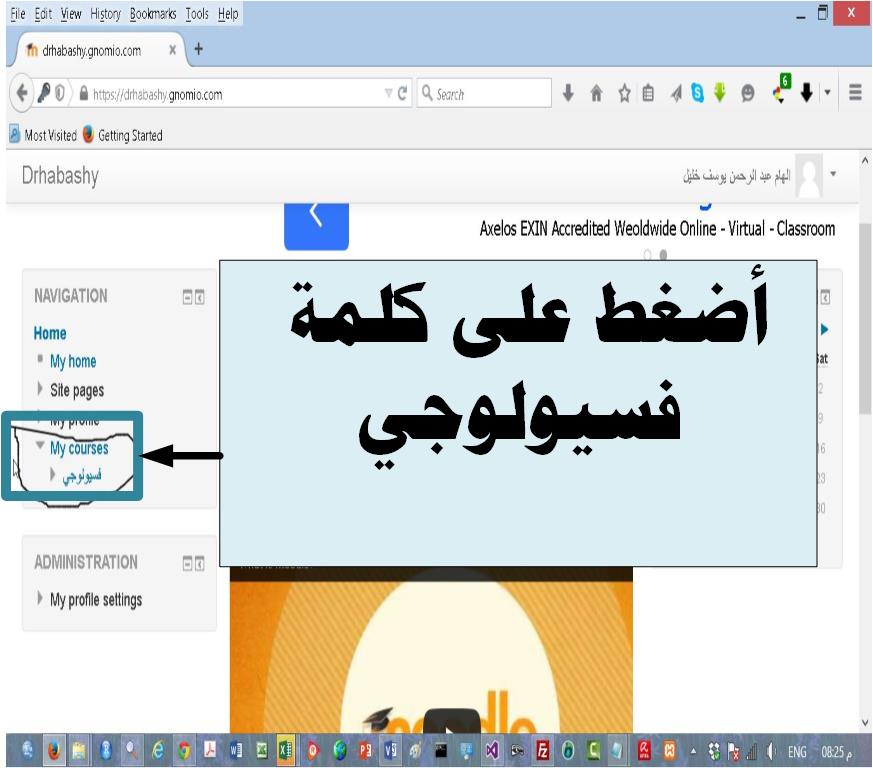 File Edit View History Bookmarks Tools Help
drhabashy.gnomio.com
https://drhabashy.gnomio.com
Search
6
Most Visited Getting Started
Drhabashy
الهام عبد الرحمن يوسف خليل
Axelos EXIN Accredited Weoldwide Online - Virtual - Classroom
NAVIGATION
Home
My home
Site pages
My profile
My courses
فسيولوجي
أضغط على كلمة
فسيولوجي
Sat
2
9
16
23
30
ADMINISTRATION
My profile settings
moodle
ENG 08:25 م